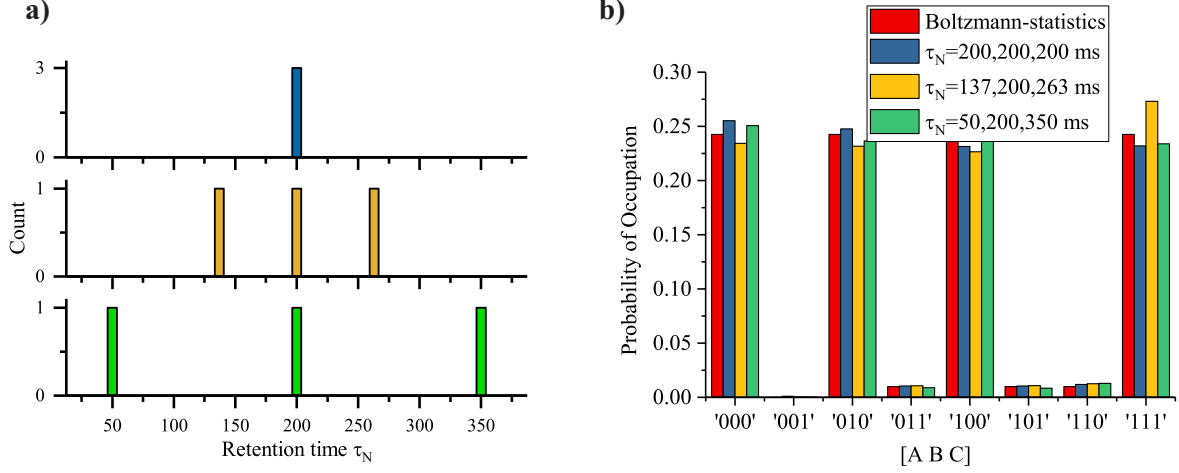 a)
3
0
1
0
1
0
Count
50 100 150 200 250 300 350
Retention time τN
b)
Boltzmann-statistics
τN=200,200,200 ms
τN=137,200,263 ms
τN=50,200,350 ms
0.30
0.25
0.20
0.15
0.10
0.05
0.00
Probability of Occupation
'000' '001' '010' '011' '100' '101' '110' '111'
[A B C]